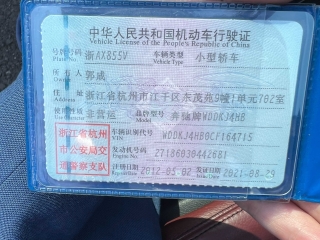 中华人民共和国机动车行驶证
Vehicle License of the People's Republic of China
号牌号码 浙AX855V 车辆类型 小型轿车
Plate No. Vehicle Type
所有人 郭威
Owner
住址 浙江省杭州市江干区东茂苑9幢1单元702室
Address
使用性质 非营运 品牌型号 奔驰牌WDDKJ4HB
浙江省杭州市公安局交通警察支队
车辆识别代号 WDDKJ4HB0CF164715
VIN
发动机号码 27186030442681
Engine No.
注册日期 2012-05-02 发证日期 2021-08-29